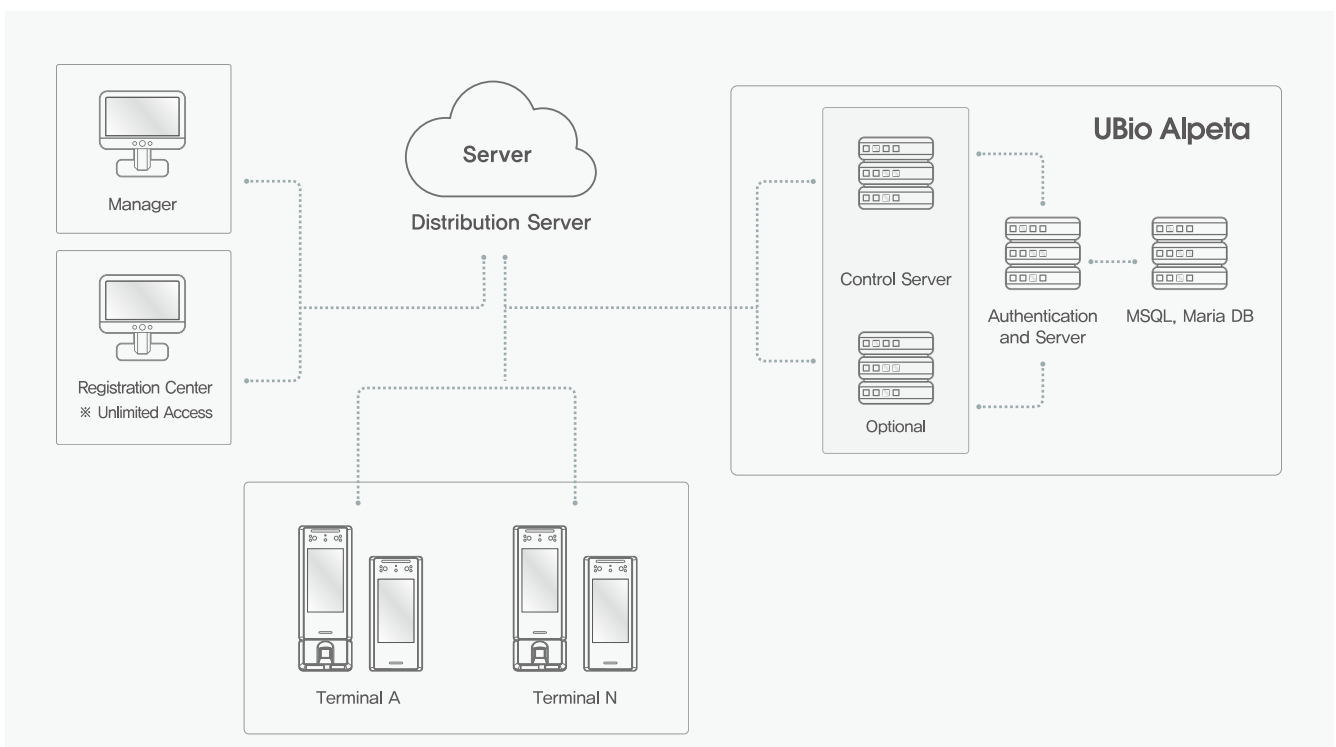 Manager
Registration Center
※ Unlimited Access
Server
Distribution Server
UBio Alpeta
Control Server
Optional
Authentication
and Server
MSQL, Maria DB
Terminal A
Terminal N